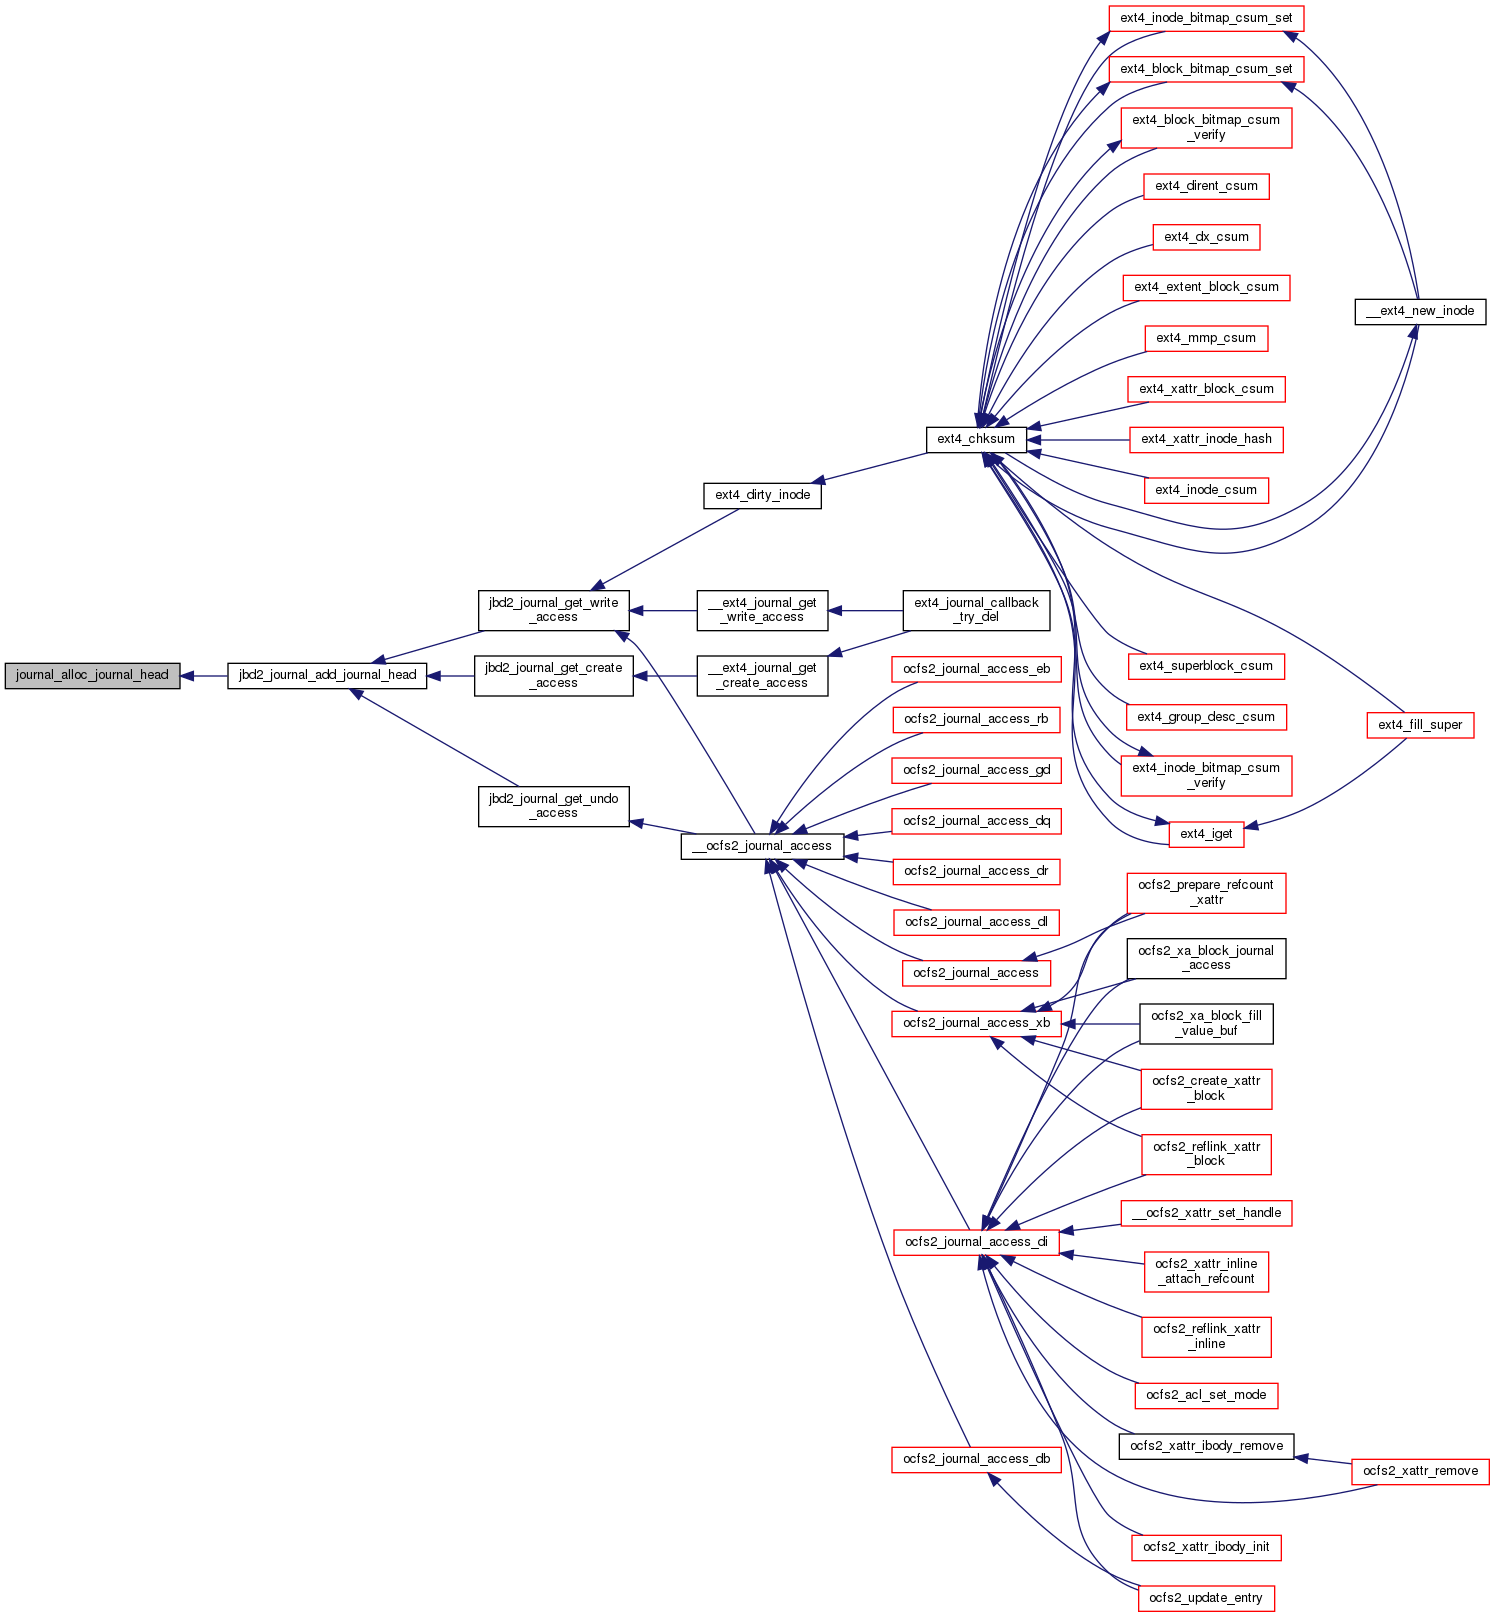 ext4_inode_bitmap_csum_set
ext4_block_bitmap_csum_set
ext4_block_bitmap_csum
_verify
ext4_dirent_csum
ext4_dx_csum
ext4_extent_block_csum
__ext4_new_inode
ext4_mmp_csum
ext4_xattr_block_csum
ext4_chksum
ext4_xattr_inode_hash
ext4_inode_csum
ext4_dirty_inode
jbd2_journal_get_write
_access
__ext4_journal_get
_write_access
ext4_journal_callback
_try_del
journal_alloc_journal_head
jbd2_journal_add_journal_head
jbd2_journal_get_create
_access
__ext4_journal_get
_create_access
ocfs2_journal_access_eb
ext4_superblock_csum
ocfs2_journal_access_rb
ext4_group_desc_csum
ext4_fill_super
ocfs2_journal_access_gd
ext4_inode_bitmap_csum
_verify
jbd2_journal_get_undo
_access
ocfs2_journal_access_dq
ext4_iget
__ocfs2_journal_access
ocfs2_journal_access_dr
ocfs2_prepare_refcount
_xattr
ocfs2_journal_access_dl
ocfs2_xa_block_journal
_access
ocfs2_journal_access
ocfs2_journal_access_xb
ocfs2_xa_block_fill
_value_buf
ocfs2_create_xattr
_block
ocfs2_reflink_xattr
_block
__ocfs2_xattr_set_handle
ocfs2_journal_access_di
ocfs2_xattr_inline
_attach_refcount
ocfs2_reflink_xattr
_inline
ocfs2_acl_set_mode
ocfs2_xattr_ibody_remove
ocfs2_journal_access_db
ocfs2_xattr_remove
ocfs2_xattr_ibody_init
ocfs2_update_entry